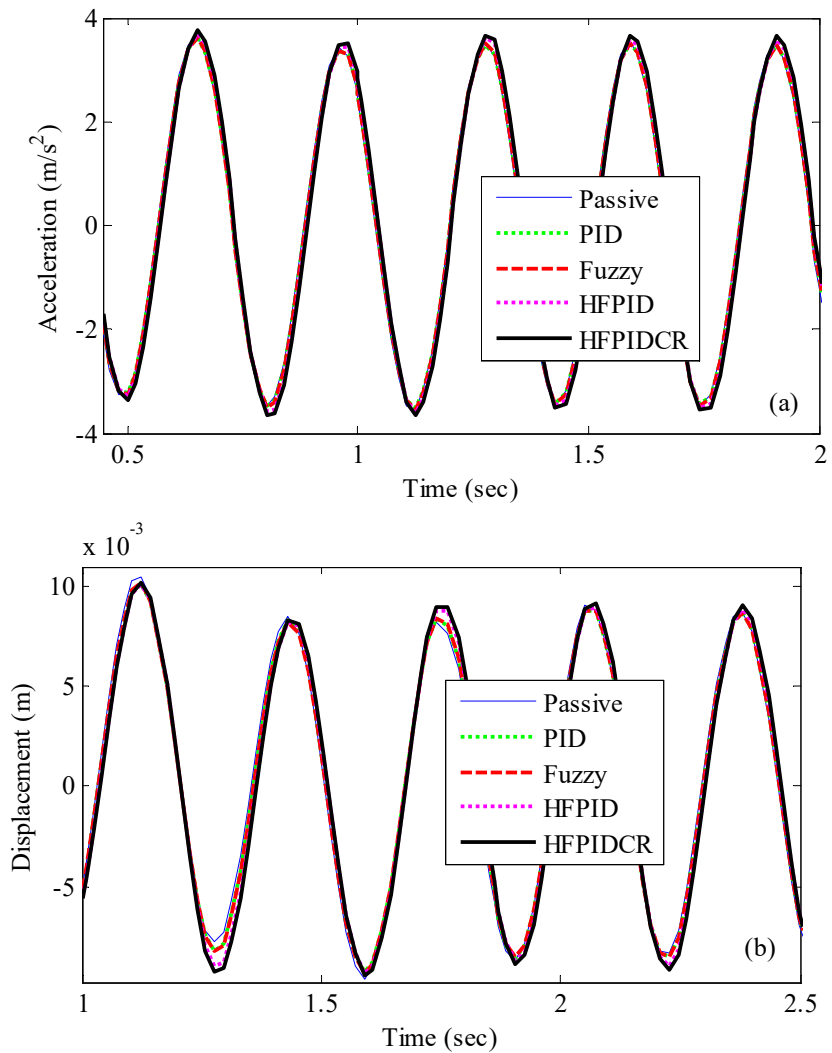 4
2
0
-2
-4
Acceleration (m/s²)
Passive
PID
Fuzzy
HFPID
HFPIDCR
(a)
0.5 1 1.5 2
Time (sec)
x 10⁻³
10
5
0
-5
Displacement (m)
Passive
PID
Fuzzy
HFPID
HFPIDCR
(b)
1 1.5 2 2.5
Time (sec)